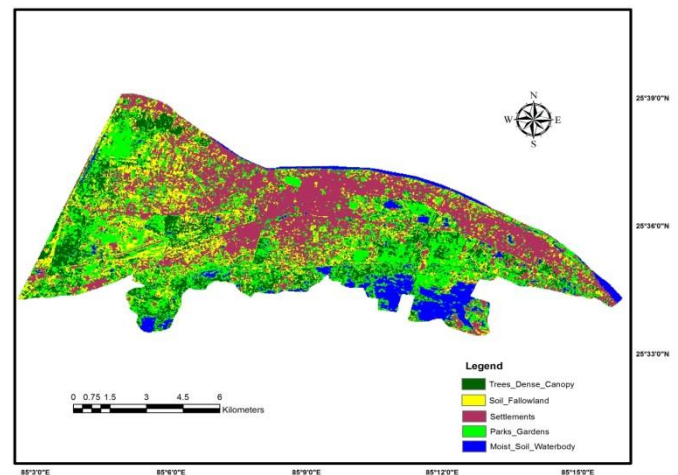 N
W E
S
25°39'0"N
25°36'0"N
25°33'0"N
Legend
Trees_Dense_Canopy
Soil_Fallowland
Settlements
Parks_Gardens
Moist_Soil_Waterbody
0 0.75 1.5 3 4.5 6
Kilometers
85°3'0"E 85°6'0"E 85°9'0"E 85°12'0"E 85°15'0"E